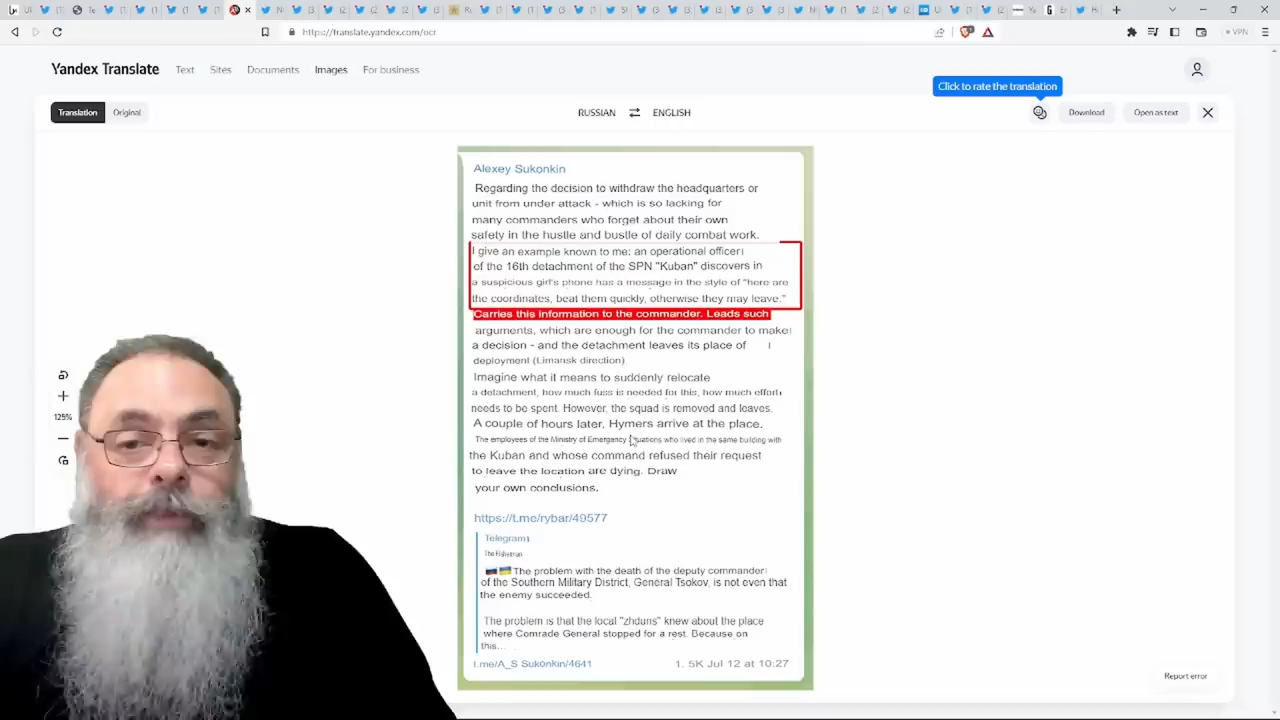 https://translate.yandex.com/ocr
VPN
Yandex Translate
Text
Sites
Documents
Images
For business
Click to rate the translation
Translation
Original
RUSSIAN
ENGLISH
Download
Open as text
Alexey Sukonkin
Regarding the decision to withdraw the headquarters or
unit from under attack - which is so lacking for
many commanders who forget about their own
safety in the hustle and bustle of daily combat work.
I give an example known to me: an operational officer
of the 16th detachment of the SPN "Kuban" discovers in
a suspicious girl's phone has a message in the style of "here are
the coordinates, beat them quickly, otherwise they may leave."
Carries this information to the commander. Leads such
arguments, which are enough for the commander to make
a decision - and the detachment leaves its place of
deployment (Limansk direction)
Imagine what it means to suddenly relocate
a detachment, how much fuss is needed for this, how much effort
needs to be spent. However, the squad is removed and leaves.
A couple of hours later, Hymers arrive at the place.
The employees of the Ministry of Emergency Situations who lived in the same building with
the Kuban and whose command refused their request
to leave the location are dying. Draw
your own conclusions.
https://t.me/rybar/49577
Telegram
The Fisherman
The problem with the death of the deputy commander
of the Southern Military District, General Tsokov, is not even that
the enemy succeeded.
The problem is that the local "zhduns" knew about the place
where Comrade General stopped for a rest. Because on
this...
t.me/A_S Sukonkin/4641
1. 5K Jul 12 at 10:27
125%
Report error